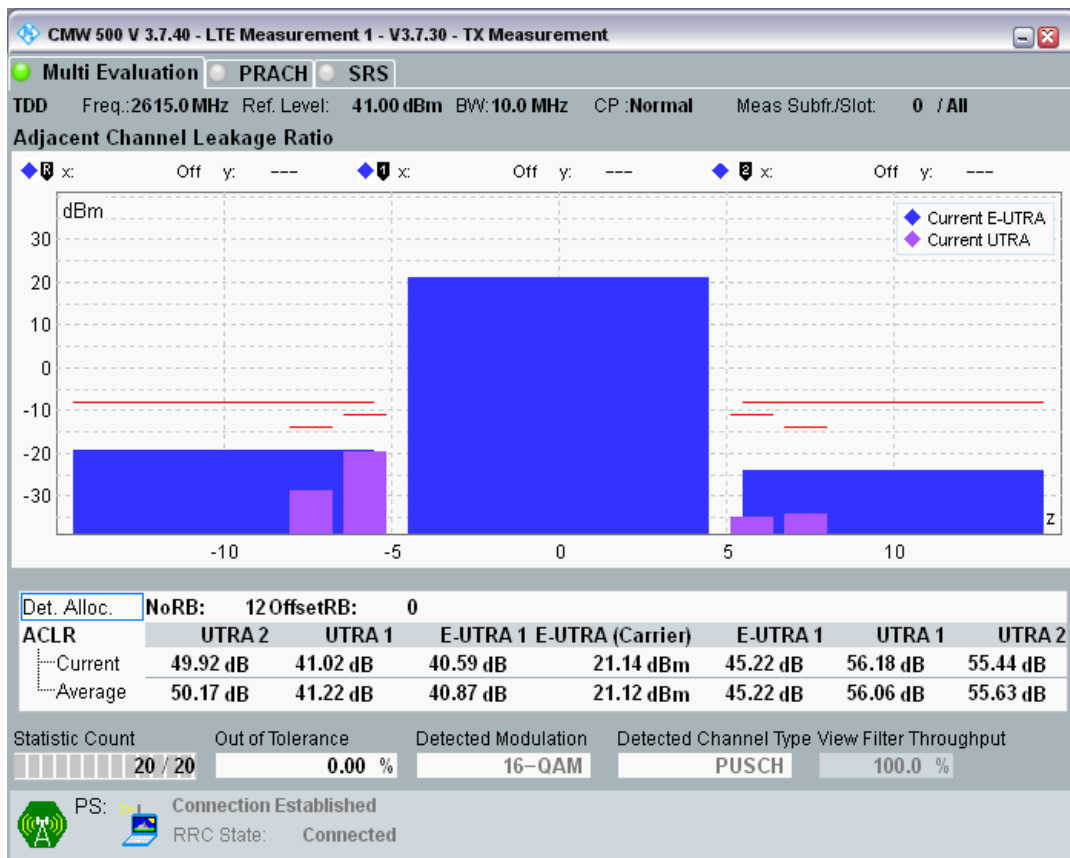 CMW 500 V 3.7.40 - LTE Measurement 1 - V3.7.30 - TX Measurement
Multi Evaluation PRACH SRS
TDD Freq.:2615.0 MHz Ref. Level: 41.00 dBm BW:10.0 MHz CP :Normal Meas Subfr./Slot: 0 / All
Adjacent Channel Leakage Ratio
R x: Off y: --- 1 x: Off y: --- 2 x: Off y: ---
dBm
Current E-UTRA
Current UTRA
30
20
10
0
-10
-20
-30
z
-10 -5 0 5 10
Det. Alloc. NoRB: 12 OffsetRB: 0
ACLR UTRA 2 UTRA 1 E-UTRA 1 E-UTRA (Carrier) E-UTRA 1 UTRA 1 UTRA 2
Current 49.92 dB 41.02 dB 40.59 dB 21.14 dBm 45.22 dB 56.18 dB 55.44 dB
Average 50.17 dB 41.22 dB 40.87 dB 21.12 dBm 45.22 dB 56.06 dB 55.63 dB
Statistic Count Out of Tolerance Detected Modulation Detected Channel Type View Filter Throughput
20 / 20 0.00 % 16-QAM PUSCH 100.0 %
PS: Connection Established
RRC State: Connected